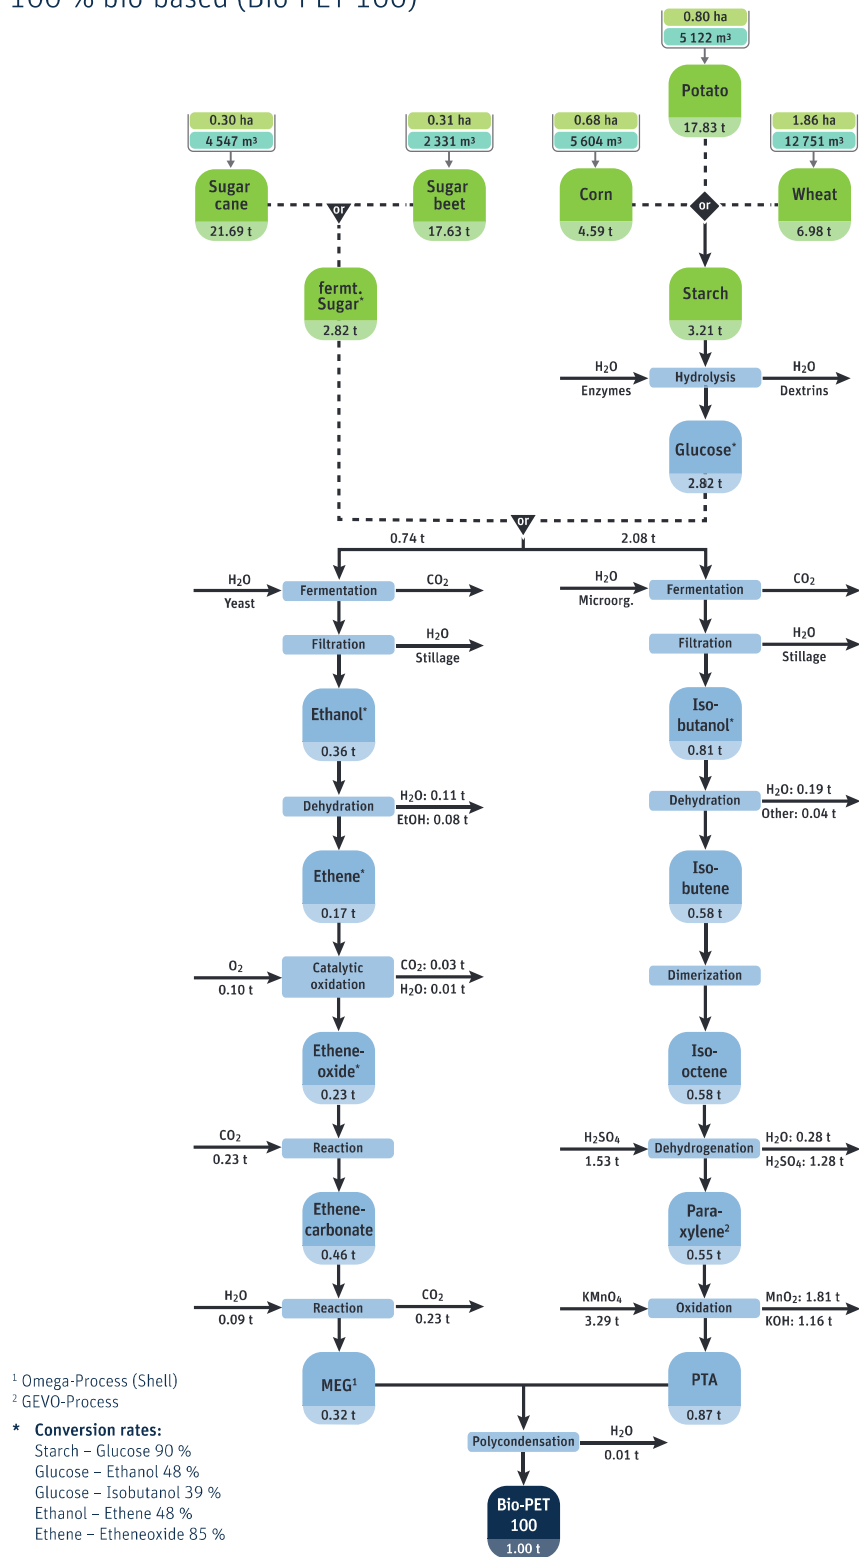 100 % bio-based (Bio-PET 100)
0.80 ha
5 122 m³
Potato
17.83 t
0.30 ha
4 547 m³
Sugar
cane
21.69 t
0.31 ha
2 331 m³
Sugar
beet
17.63 t
0.68 ha
5 604 m³
Corn
4.59 t
1.86 ha
12 751 m³
Wheat
6.98 t
or
or
fermt.
Sugar*
2.82 t
Starch
3.21 t
H₂O
Enzymes
Hydrolysis
H₂O
Dextrins
Glucose*
2.82 t
or
0.74 t
2.08 t
H₂O
Yeast
Fermentation
CO₂
H₂O
Microorg.
Fermentation
CO₂
Filtration
H₂O
Stillage
Filtration
H₂O
Stillage
Ethanol*
0.36 t
Iso-
butanol*
0.81 t
Dehydration
H₂O: 0.11 t
EtOH: 0.08 t
Dehydration
H₂O: 0.19 t
Other: 0.04 t
Ethene*
0.17 t
Iso-
butene
0.58 t
O₂
0.10 t
Catalytic
oxidation
CO₂: 0.03 t
H₂O: 0.01 t
Dimerization
Ethene-
oxide*
0.23 t
Iso-
octene
0.58 t
CO₂
0.23 t
Reaction
H₂SO₄
1.53 t
Dehydrogenation
H₂O: 0.28 t
H₂SO₄: 1.28 t
Ethene-
carbonate
0.46 t
Para-
xylene²
0.55 t
H₂O
0.09 t
Reaction
CO₂
0.23 t
KMnO₄
3.29 t
Oxidation
MnO₂: 1.81 t
KOH: 1.16 t
MEG¹
0.32 t
PTA
0.87 t
Polycondensation
H₂O
0.01 t
Bio-PET
100
1.00 t
¹ Omega-Process (Shell)
² GEVO-Process
* Conversion rates:
Starch – Glucose 90 %
Glucose – Ethanol 48 %
Glucose – Isobutanol 39 %
Ethanol – Ethene 48 %
Ethene – Etheneoxide 85 %